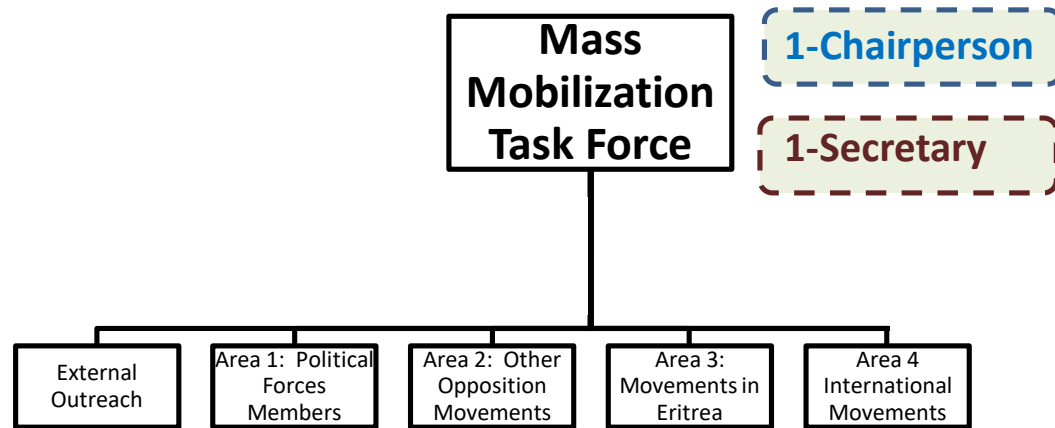 Mass
Mobilization
Task Force
1-Chairperson
1-Secretary
External
Outreach
Area 1: Political
Forces
Members
Area 2: Other
Opposition
Movements
Area 3:
Movements in
Eritrea
Area 4
International
Movements